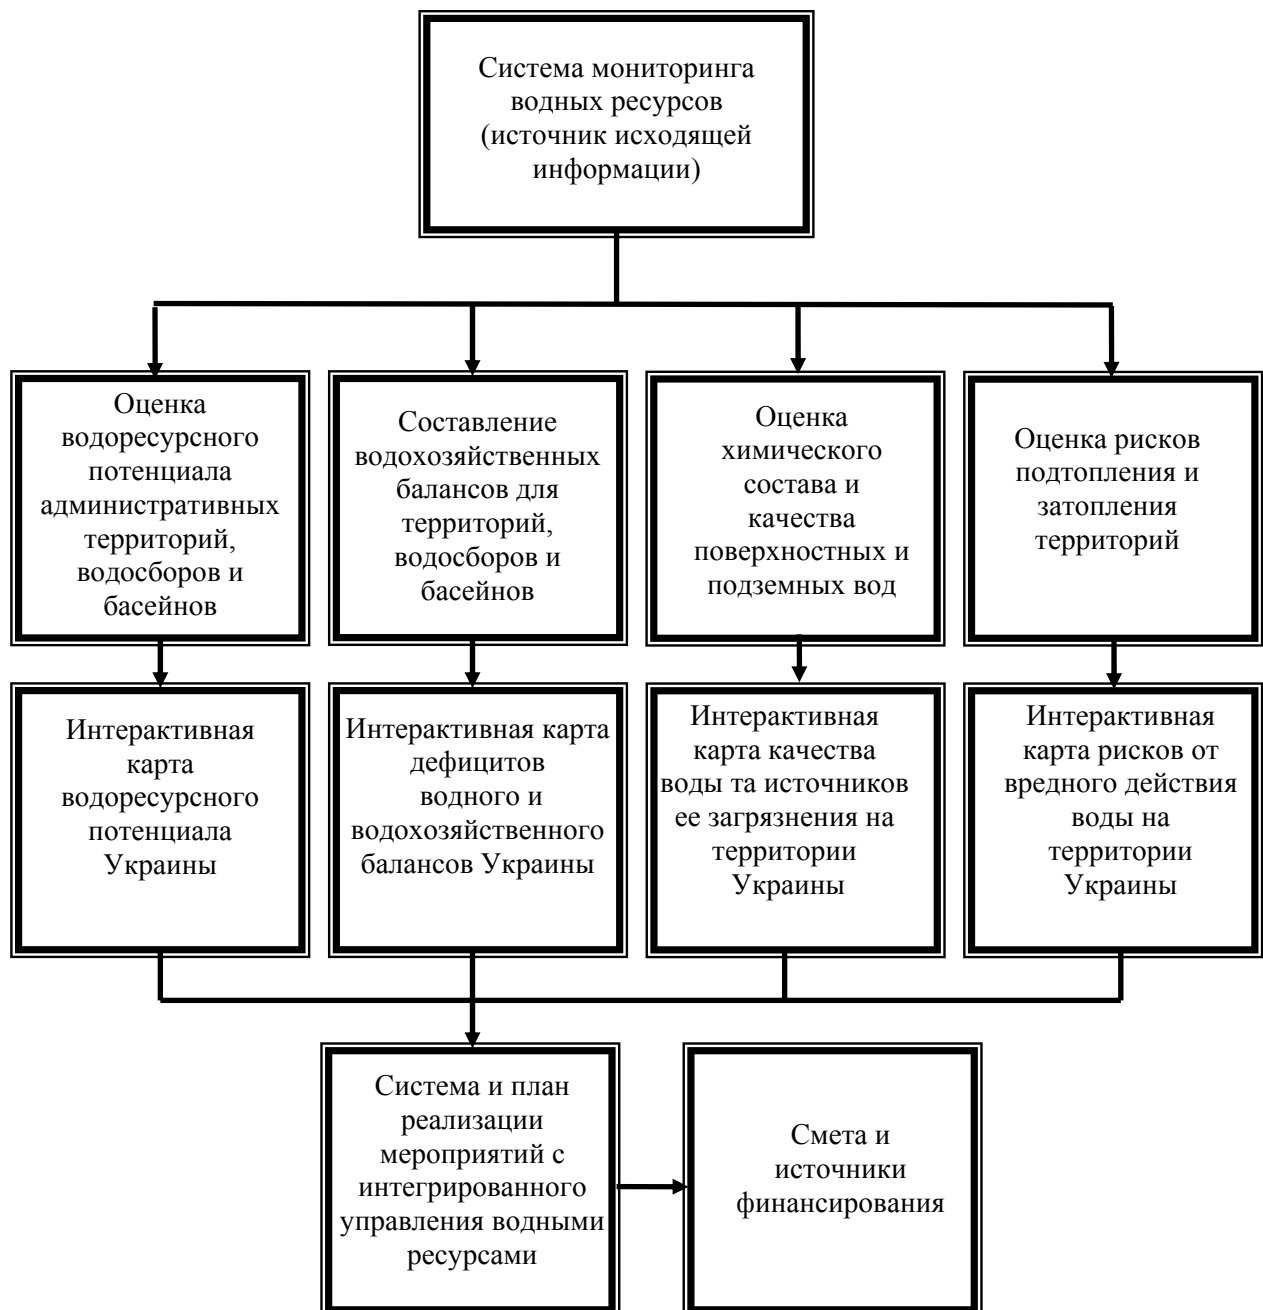 Система мониторинга
водных ресурсов
(источник исходящей
информации)
Оценка
водоресурсного
потенциала
административных
территорий,
водосборов и
басейнов
Составление
водохозяйственных
балансов для
территорий,
водосборов и
басейнов
Оценка
химического
состава и
качества
поверхностных и
подземных вод
Оценка рисков
подтопления и
затопления
территорий
Интерактивная
карта
водоресурсного
потенциала
Украины
Интерактивная карта
дефицитов
водного и
водохозяйственного
балансов Украины
Интерактивная
карта качества
воды та источников
ее загрязнения на
территории
Украины
Интерактивная
карта рисков от
вредного действия
воды на
территории
Украины
Система и план
реализации
мероприятий с
интегрированного
управления водными
ресурсами
Смета и
источники
финансирования